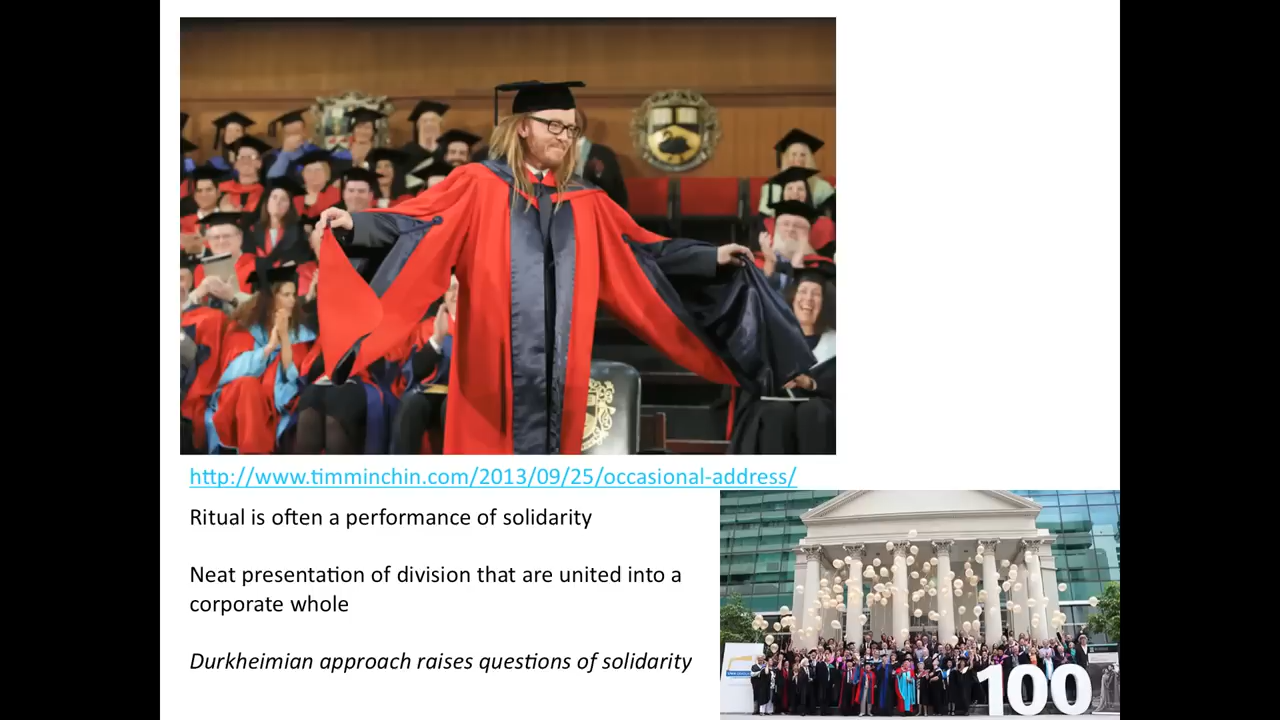 http://www.timminchin.com/2013/09/25/occasional-address/
Ritual is often a performance of solidarity
Neat presentation of division that are united into a
corporate whole
Durkheimian approach raises questions of solidarity
100